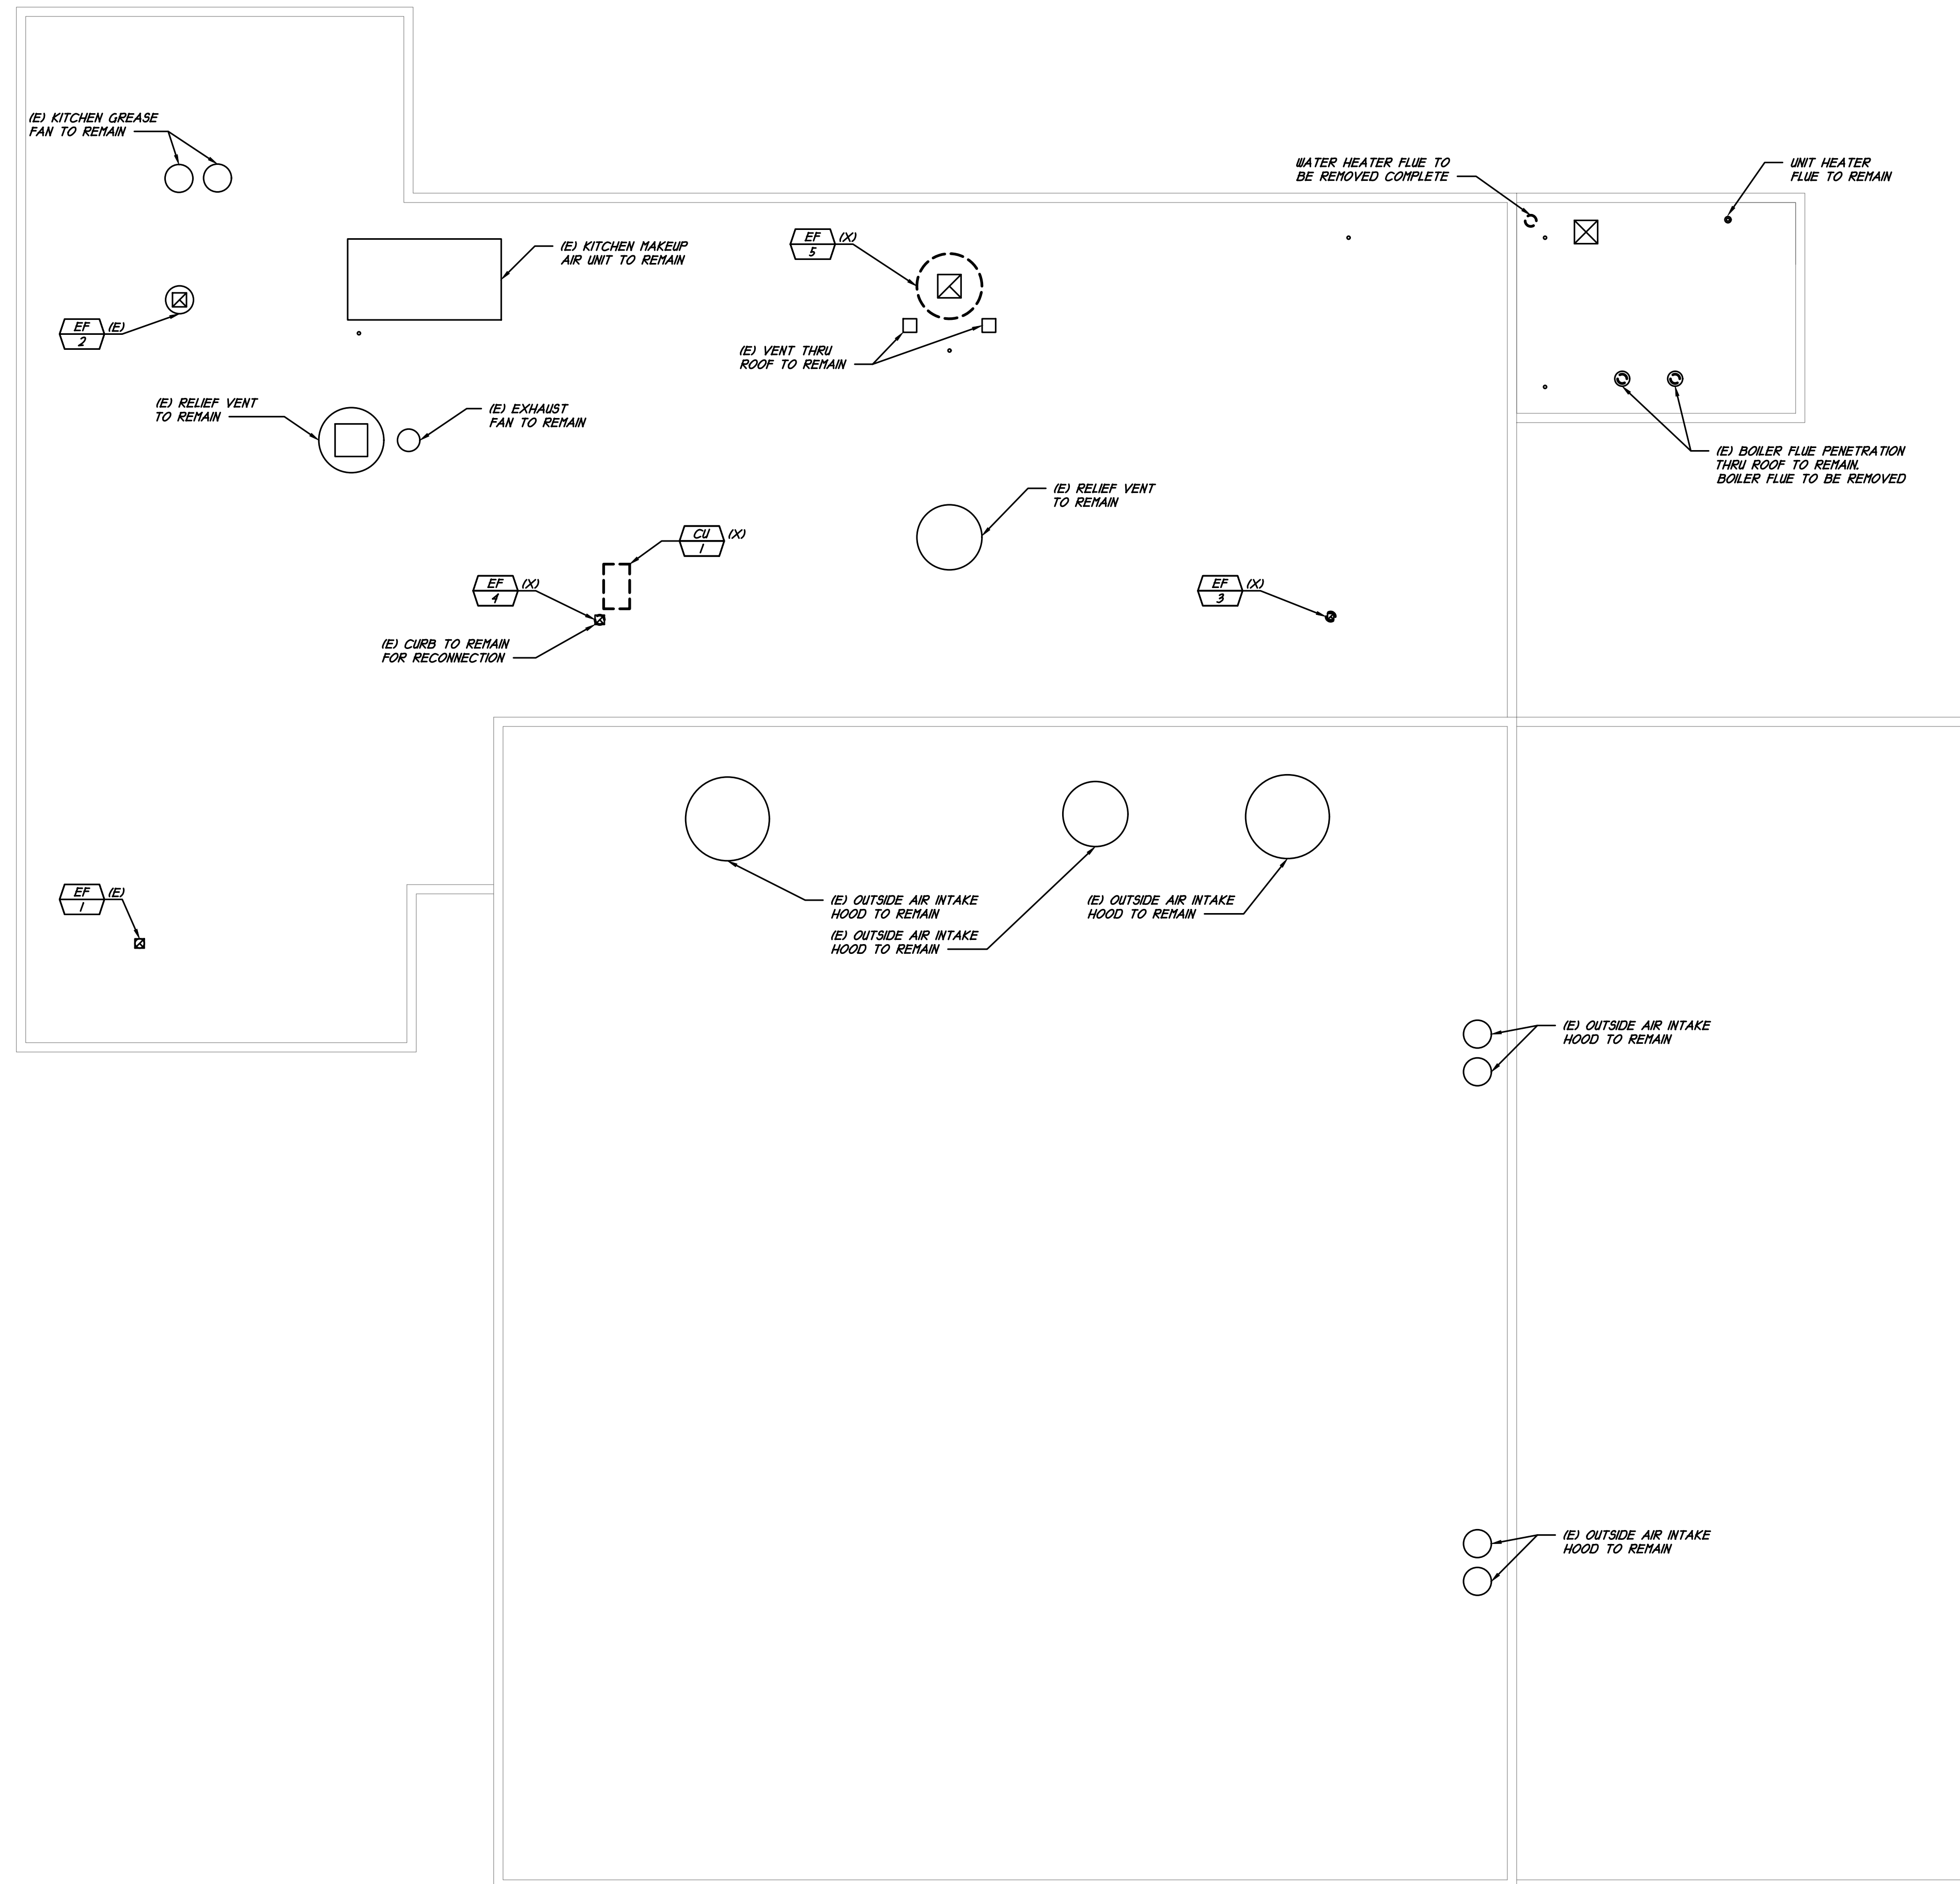 (E) KITCHEN GREASE
FAN TO REMAIN
WATER HEATER FLUE TO
BE REMOVED COMPLETE
UNIT HEATER
FLUE TO REMAIN
(E) KITCHEN MAKEUP
AIR UNIT TO REMAIN
EF (X)
5
EF (E)
2
(E) VENT THRU
ROOF TO REMAIN
(E) RELIEF VENT
TO REMAIN
(E) EXHAUST
FAN TO REMAIN
(E) BOILER FLUE PENETRATION
THRU ROOF TO REMAIN.
BOILER FLUE TO BE REMOVED
(E) RELIEF VENT
TO REMAIN
CU (X)
1
EF (X)
4
EF (X)
3
(E) CURB TO REMAIN
FOR RECONNECTION
EF (E)
1
(E) OUTSIDE AIR INTAKE
HOOD TO REMAIN
(E) OUTSIDE AIR INTAKE
HOOD TO REMAIN
(E) OUTSIDE AIR INTAKE
HOOD TO REMAIN
(E) OUTSIDE AIR INTAKE
HOOD TO REMAIN
(E) OUTSIDE AIR INTAKE
HOOD TO REMAIN